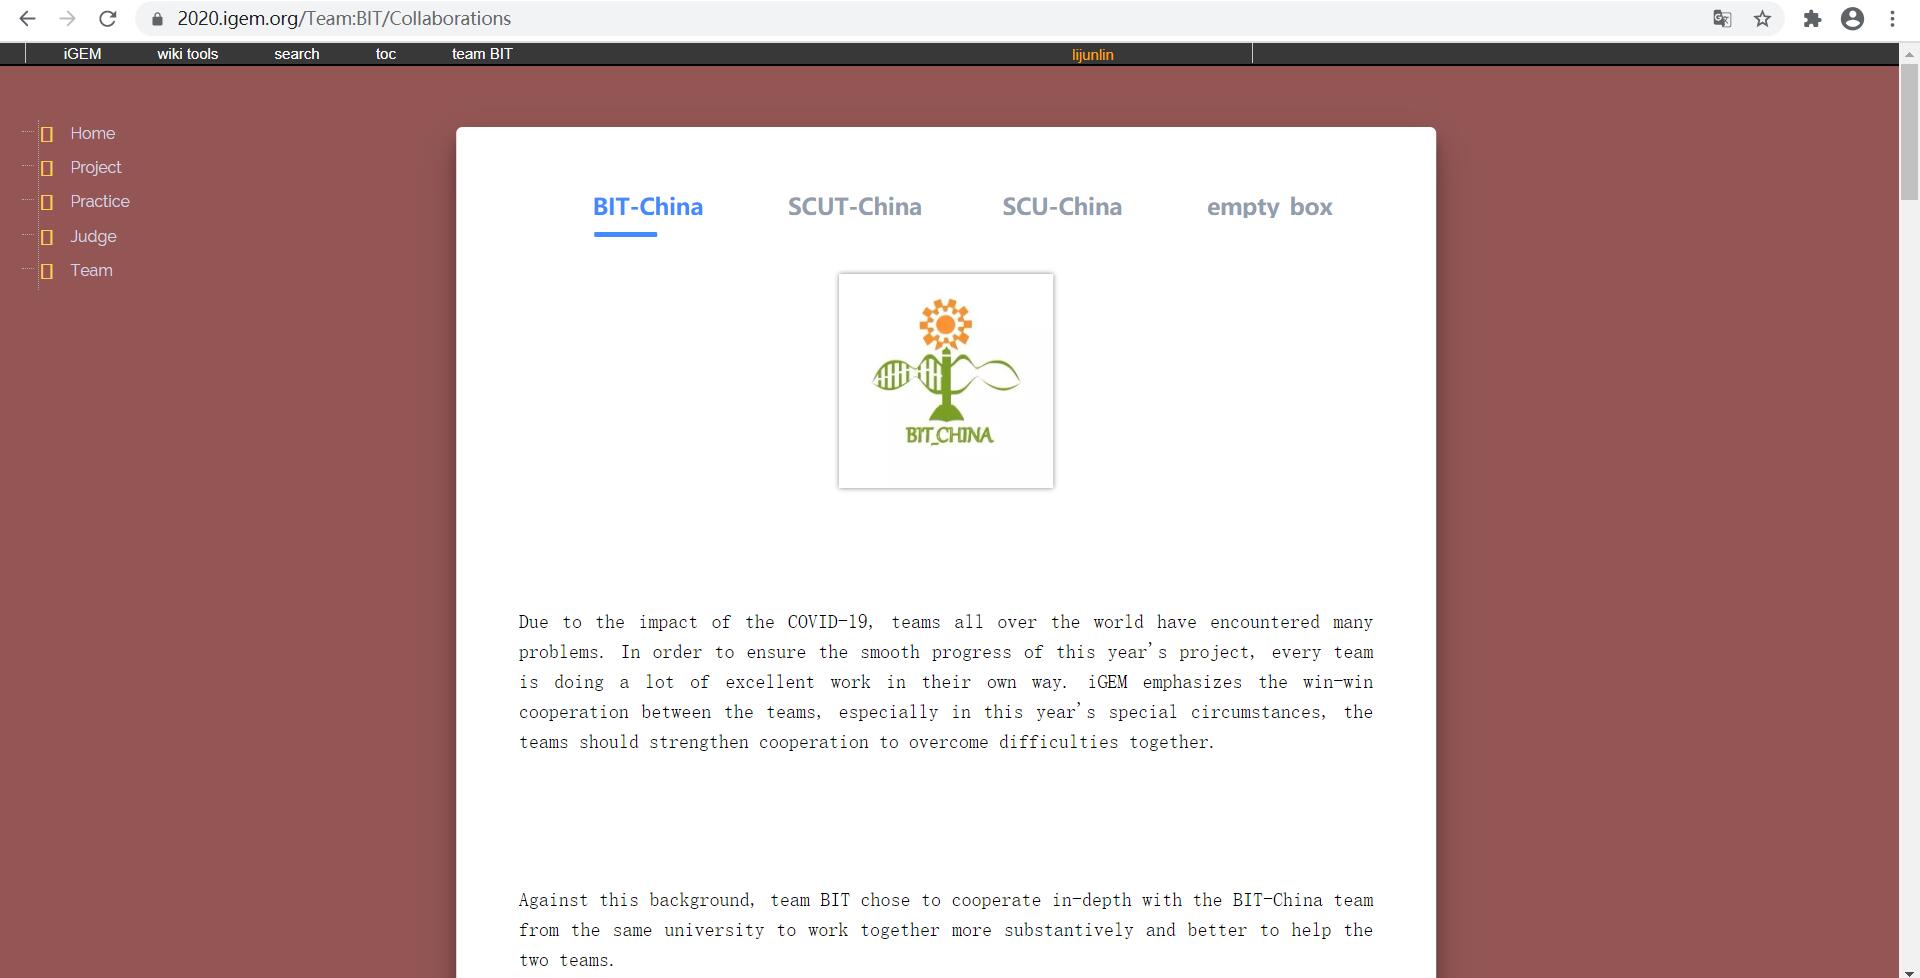 2020.igem.org/Team:BIT/Collaborations
iGEM wiki tools search toc team BIT lijunlin
Home
Project
Practice
Judge
Team
BIT-China SCUT-China SCU-China empty box
BIT_CHINA
Due to the impact of the COVID-19, teams all over the world have encountered many
problems. In order to ensure the smooth progress of this year's project, every team
is doing a lot of excellent work in their own way. iGEM emphasizes the win-win
cooperation between the teams, especially in this year's special circumstances, the
teams should strengthen cooperation to overcome difficulties together.
Against this background, team BIT chose to cooperate in-depth with the BIT-China team
from the same university to work together more substantively and better to help the
two teams.